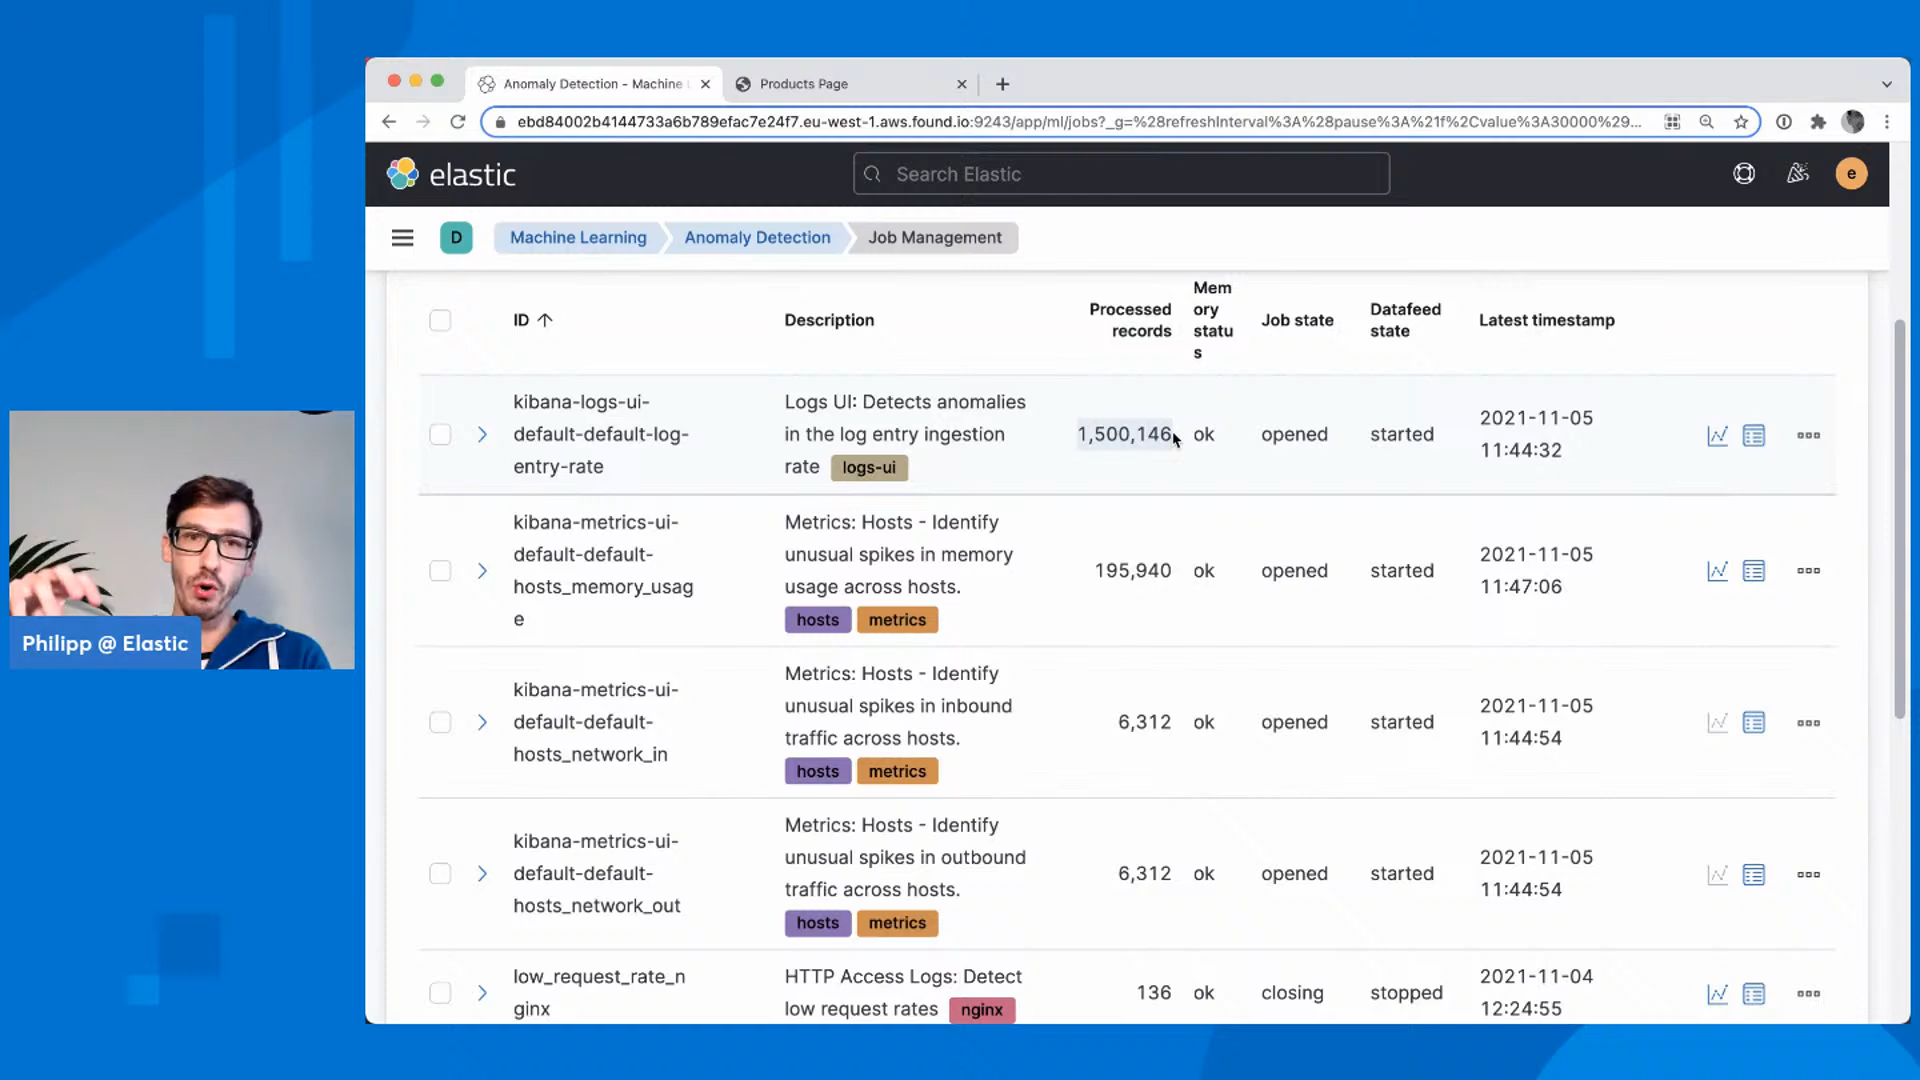 Anomaly Detection - Machine L
Products Page
ebd84002b4144733a6b789efac7e24f7.eu-west-1.aws.found.io:9243/app/ml/jobs?_g=%28refreshInterval%3A%28pause%3A%21f%2Cvalue%3A30000%29...
elastic
Search Elastic
e
D
Machine Learning
Anomaly Detection
Job Management
ID
Description
Processed
records
Mem
ory
statu
s
Job state
Datafeed
state
Latest timestamp
kibana-logs-ui-
default-default-log-
entry-rate
Logs UI: Detects anomalies
in the log entry ingestion
rate logs-ui
1,500,146
ok
opened
started
2021-11-05
11:44:32
kibana-metrics-ui-
default-default-
hosts_memory_usag
e
Metrics: Hosts - Identify
unusual spikes in memory
usage across hosts.
hosts metrics
195,940
ok
opened
started
2021-11-05
11:47:06
kibana-metrics-ui-
default-default-
hosts_network_in
Metrics: Hosts - Identify
unusual spikes in inbound
traffic across hosts.
hosts metrics
6,312
ok
opened
started
2021-11-05
11:44:54
kibana-metrics-ui-
default-default-
hosts_network_out
Metrics: Hosts - Identify
unusual spikes in outbound
traffic across hosts.
hosts metrics
6,312
ok
opened
started
2021-11-05
11:44:54
low_request_rate_n
ginx
HTTP Access Logs: Detect
low request rates nginx
136
ok
closing
stopped
2021-11-04
12:24:55
Philipp @ Elastic